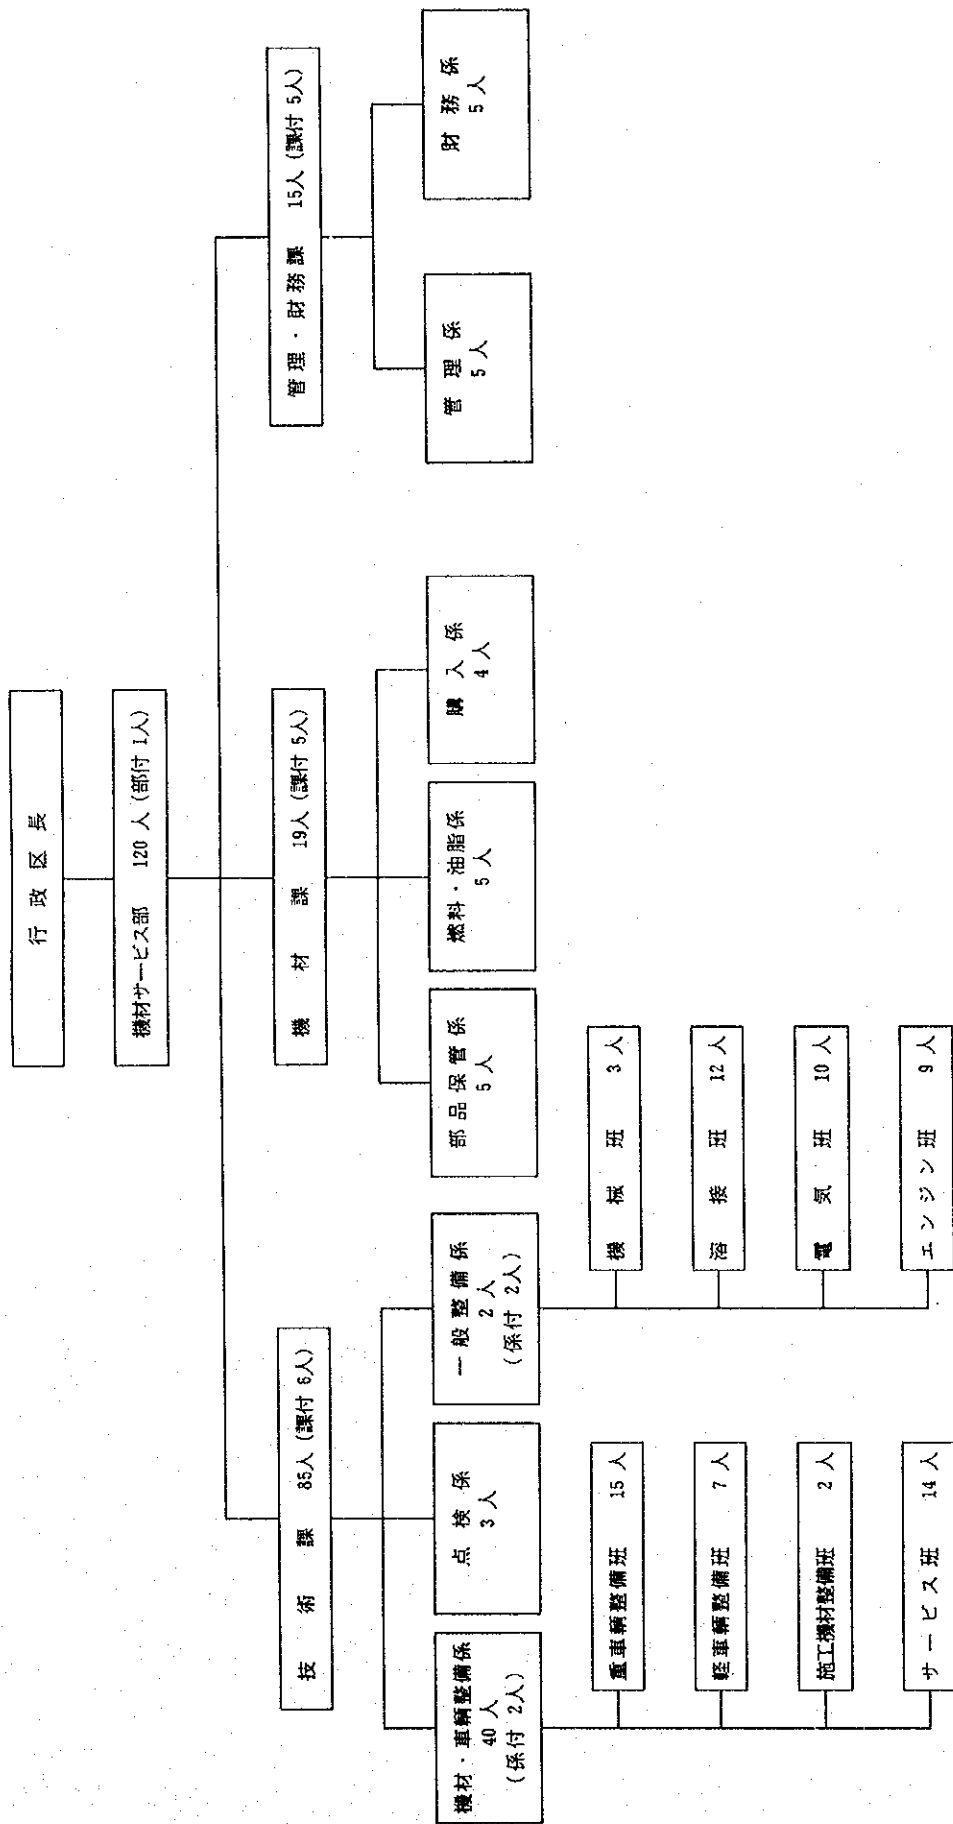 行政区長
機材サービス部 120人 (部付 1人)
技術課 85人 (課付 6人)
機材課 19人 (課付 5人)
管理・財務課 15人 (課付 5人)
機材・車輌整備係
40人
(係付 2人)
点検係
3人
一般整備係
2人
(係付 2人)
部品保管係
5人
燃料・油脂係
5人
購入係
4人
管理係
5人
財務係
5人
重車輌整備班 15人
軽車輌整備班 7人
施工機材整備班 2人
サービス班 14人
機械班 3人
溶接班 12人
電気班 10人
エンジン班 9人